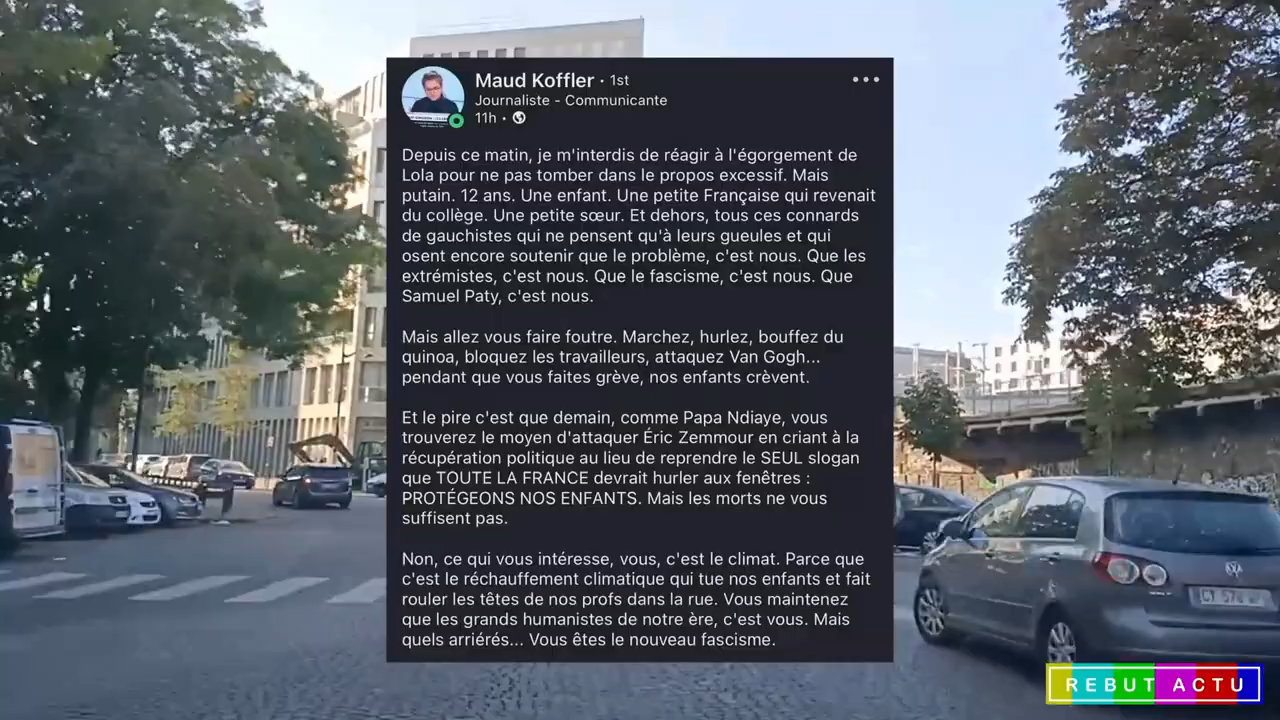 Maud Koffler · 1st
Journaliste - Communicante
11h ·
Depuis ce matin, je m'interdis de réagir à l'égorgement de
Lola pour ne pas tomber dans le propos excessif. Mais
putain. 12 ans. Une enfant. Une petite Française qui revenait
du collège. Une petite sœur. Et dehors, tous ces connards
de gauchistes qui ne pensent qu'à leurs gueules et qui
osent encore soutenir que le problème, c'est nous. Que les
extrémistes, c'est nous. Que le fascisme, c'est nous. Que
Samuel Paty, c'est nous.
Mais allez vous faire foutre. Marchez, hurlez, bouffez du
quinoa, bloquez les travailleurs, attaquez Van Gogh...
pendant que vous faites grève, nos enfants crèvent.
Et le pire c'est que demain, comme Papa Ndiaye, vous
trouverez le moyen d'attaquer Éric Zemmour en criant à la
récupération politique au lieu de reprendre le SEUL slogan
que TOUTE LA FRANCE devrait hurler aux fenêtres :
PROTÉGEONS NOS ENFANTS. Mais les morts ne vous
suffisent pas.
Non, ce qui vous intéresse, vous, c'est le climat. Parce que
c'est le réchauffement climatique qui tue nos enfants et fait
rouler les têtes de nos profs dans la rue. Vous maintenez
que les grands humanistes de notre ère, c'est vous. Mais
quels arriérés... Vous êtes le nouveau fascisme.
REBUT ACTU